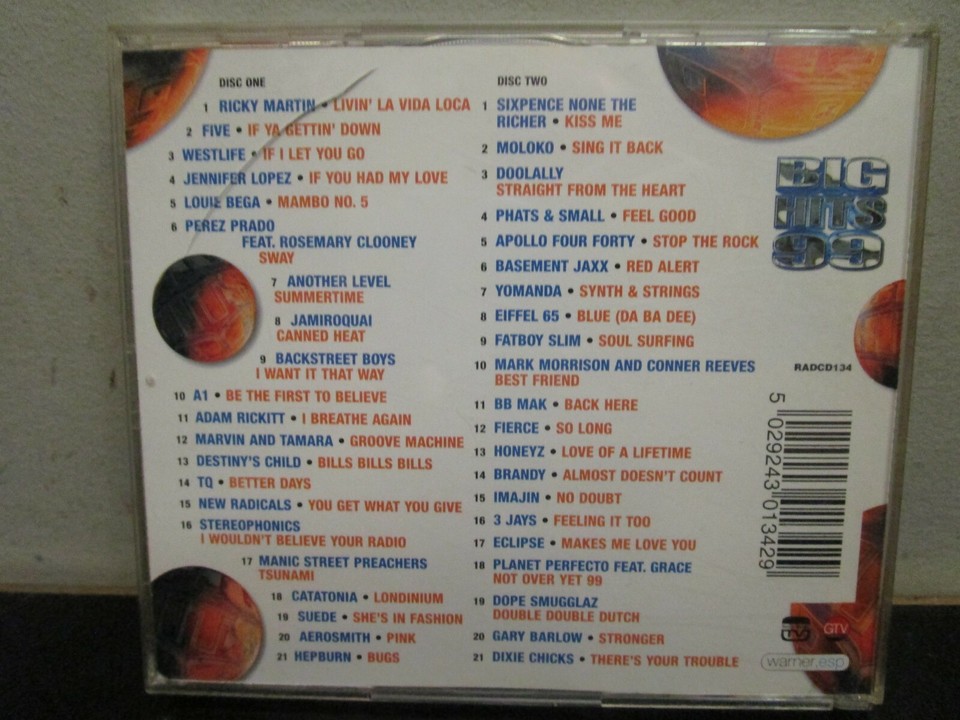 DISC ONE
1 RICKY MARTIN • LIVIN' LA VIDA LOCA
2 FIVE • IF YA GETTIN' DOWN
3 WESTLIFE • IF I LET YOU GO
4 JENNIFER LOPEZ • IF YOU HAD MY LOVE
5 LOUIE BEGA • MAMBO NO. 5
6 PEREZ PRADO
FEAT. ROSEMARY CLOONEY
SWAY
7 ANOTHER LEVEL
SUMMERTIME
8 JAMIROQUAI
CANNED HEAT
9 BACKSTREET BOYS
I WANT IT THAT WAY
10 A1 • BE THE FIRST TO BELIEVE
11 ADAM RICKITT • I BREATHE AGAIN
12 MARVIN AND TAMARA • GROOVE MACHINE
13 DESTINY'S CHILD • BILLS BILLS BILLS
14 TQ • BETTER DAYS
15 NEW RADICALS • YOU GET WHAT YOU GIVE
16 STEREOPHONICS
I WOULDN'T BELIEVE YOUR RADIO
17 MANIC STREET PREACHERS
TSUNAMI
18 CATATONIA • LONDINIUM
19 SUEDE • SHE'S IN FASHION
20 AEROSMITH • PINK
21 HEPBURN • BUGS
DISC TWO
1 SIXPENCE NONE THE
RICHER • KISS ME
2 MOLOKO • SING IT BACK
3 DOOLALLY
STRAIGHT FROM THE HEART
4 PHATS & SMALL • FEEL GOOD
5 APOLLO FOUR FORTY • STOP THE ROCK
6 BASEMENT JAXX • RED ALERT
7 YOMANDA • SYNTH & STRINGS
8 EIFFEL 65 • BLUE (DA BA DEE)
9 FATBOY SLIM • SOUL SURFING
10 MARK MORRISON AND CONNER REEVES
BEST FRIEND
11 BB MAK • BACK HERE
12 FIERCE • SO LONG
13 HONEYZ • LOVE OF A LIFETIME
14 BRANDY • ALMOST DOESN'T COUNT
15 IMAJIN • NO DOUBT
16 3 JAYS • FEELING IT TOO
17 ECLIPSE • MAKES ME LOVE YOU
18 PLANET PERFECTO FEAT. GRACE
NOT OVER YET 99
19 DOPE SMUGGLAZ
DOUBLE DOUBLE DUTCH
20 GARY BARLOW • STRONGER
21 DIXIE CHICKS • THERE'S YOUR TROUBLE
BIG
HITS
99
RADCD134
5 029243 013429
GTV
warner.esp